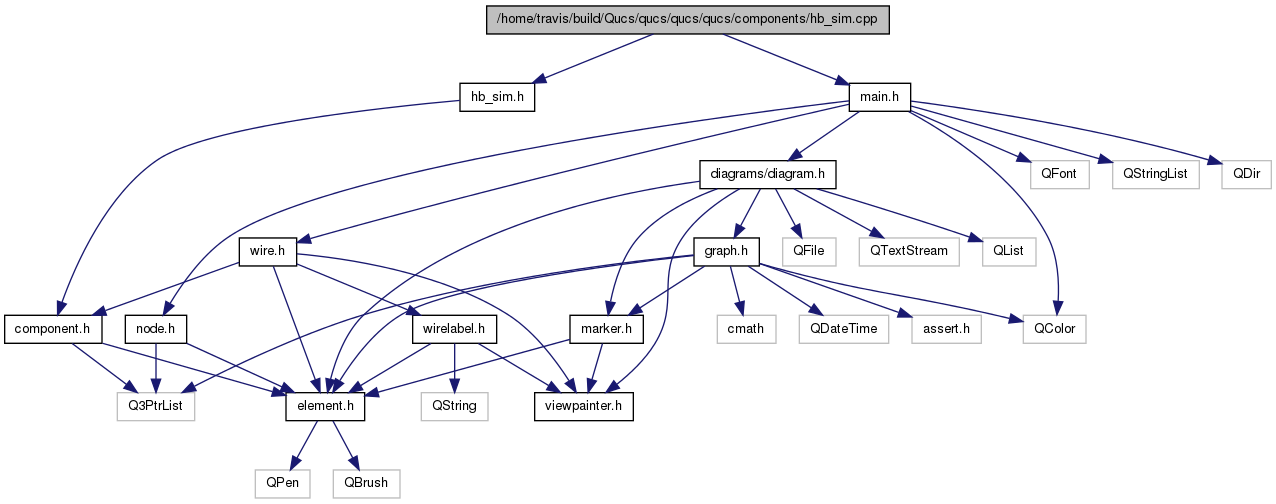 /home/travis/build/Qucs/qucs/qucs/qucs/components/hb_sim.cpp
hb_sim.h
main.h
diagrams/diagram.h
QFont
QStringList
QDir
wire.h
graph.h
QFile
QTextStream
QList
component.h
node.h
wirelabel.h
marker.h
cmath
QDateTime
assert.h
QColor
Q3PtrList
element.h
QString
viewpainter.h
QPen
QBrush